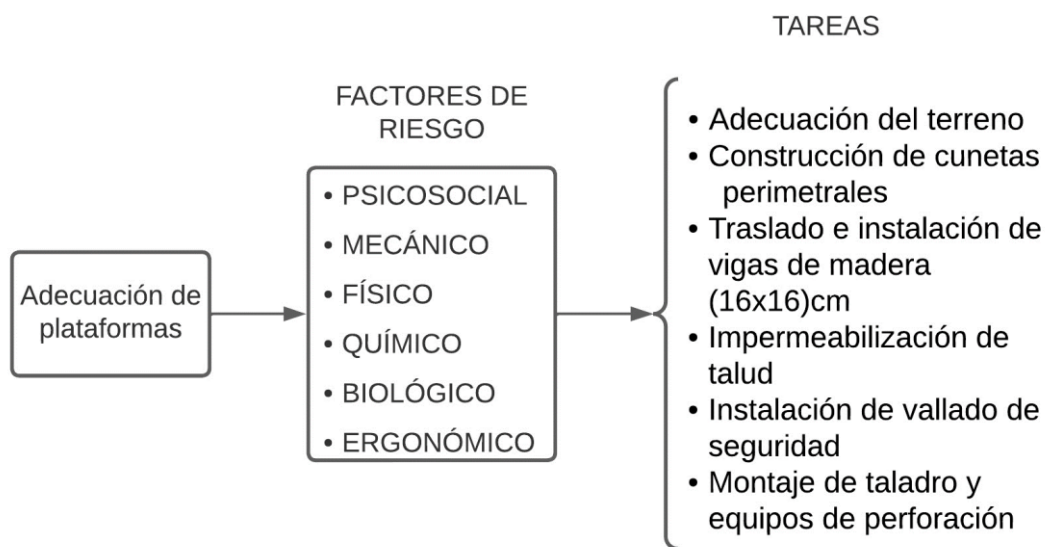 Adecuación de
plataformas
FACTORES DE
RIESGO
• PSICOSOCIAL
• MECÁNICO
• FÍSICO
• QUÍMICO
• BIOLÓGICO
• ERGONÓMICO
TAREAS
• Adecuación del terreno
• Construcción de cunetas
perimetrales
• Traslado e instalación de
vigas de madera
(16x16)cm
• Impermeabilización de
talud
• Instalación de vallado de
seguridad
• Montaje de taladro y
equipos de perforación